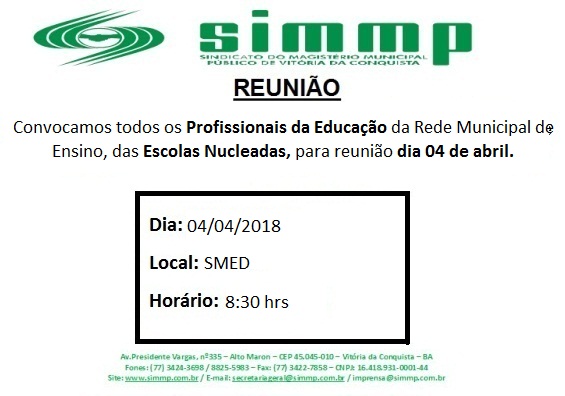 simmp
SINDICATO DO MAGISTÉRIO MUNICIPAL
PÚBLICO DE VITÓRIA DA CONQUISTA
REUNIÃO
Convocamos todos os Profissionais da Educação da Rede Municipal de
Ensino, das Escolas Nucleadas, para reunião dia 04 de abril.
Dia: 04/04/2018
Local: SMED
Horário: 8:30 hrs
Av.Presidente Vargas, nº335 – Alto Maron – CEP 45.045-010 – Vitória da Conquista – BA
Fones: (77) 3424-3698 / 8825-5983 – Fax: (77) 3422-7858 – CNPJ: 16.418.931-0001-44
Site: www.simmp.com.br / E-mail: secretariageral@simmp.com.br / imprensa@simmp.com.br